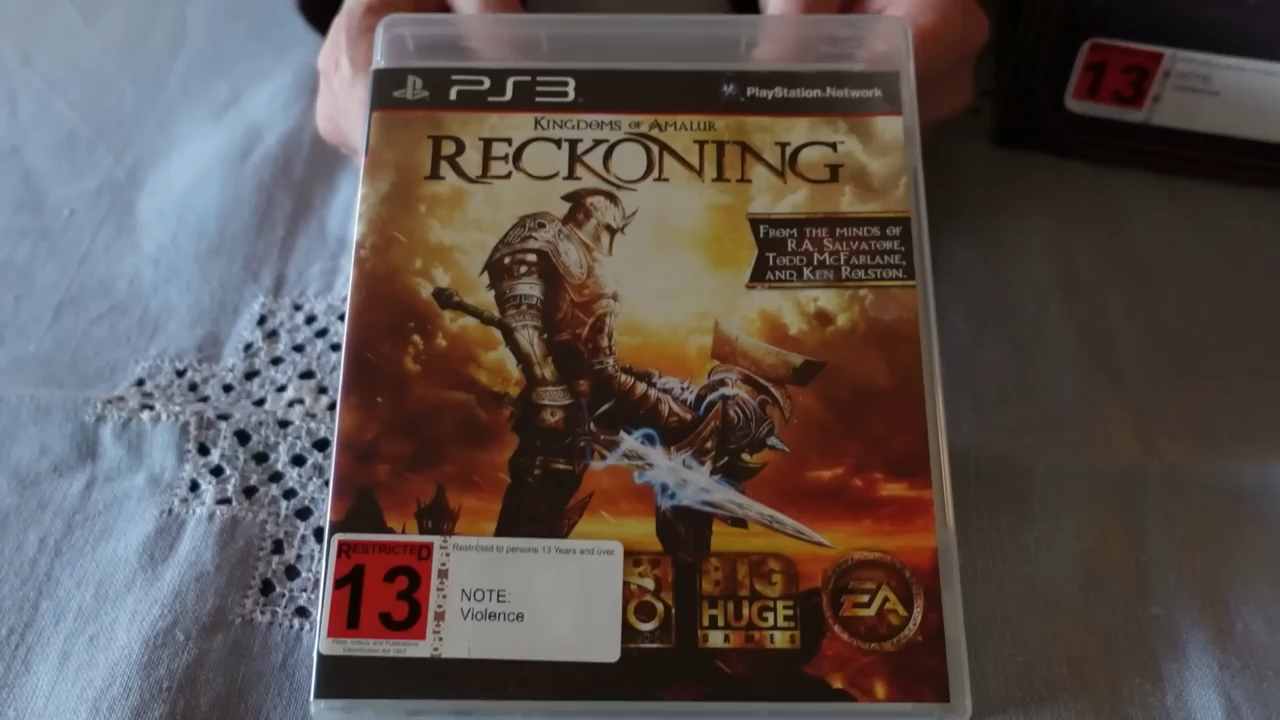 PS3
PlayStation®Network
KINGDOMS OF AMALUR
RECKONING
FROM THE MINDS OF
R.A. SALVATORE,
TODD MCFARLANE,
AND KEN ROLSTON.
RESTRICTED
13
Restricted to persons 13 Years and over
NOTE:
Violence
BIG
HUGE
GAMES
EA
13
NOTE: